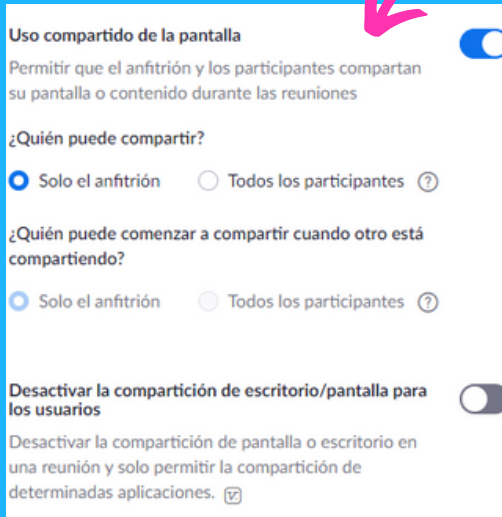 Uso compartido de la pantalla
Permitir que el anfitrión y los participantes compartan
su pantalla o contenido durante las reuniones
¿Quién puede compartir?
Solo el anfitrión Todos los participantes ?
¿Quién puede comenzar a compartir cuando otro está
compartiendo?
Solo el anfitrión Todos los participantes ?
Desactivar la compartición de escritorio/pantalla para
los usuarios
Desactivar la compartición de pantalla o escritorio en
una reunión y solo permitir la compartición de
determinadas aplicaciones.